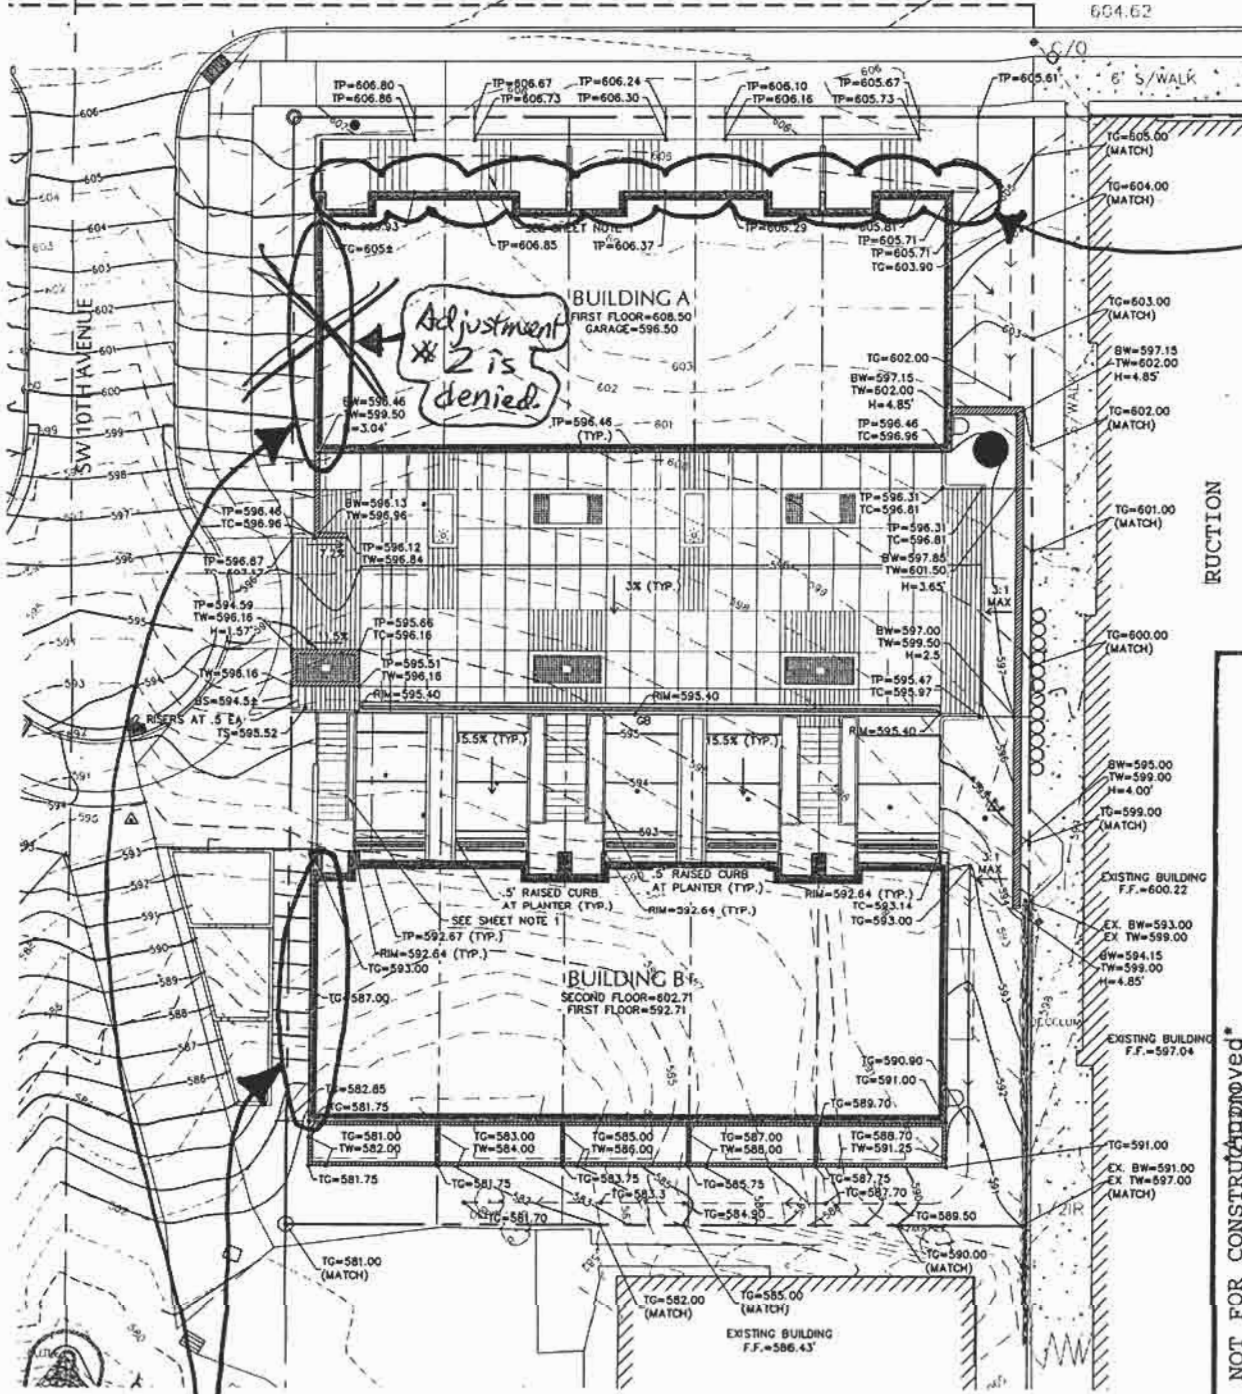 604.62
C/O
6' S/WALK
TP=606.80
TP=606.86
TP=606.67
TP=606.73
TP=606.24
TP=606.30
TP=606.10
TP=606.16
TP=605.67
TP=605.73
TP=605.61
606
605
604
603
602
601
600
599
598
597
TG=605.00
(MATCH)
TG=604.00
(MATCH)
SEE SHEET NOTE 1
TG=605±
TP=606.85
TP=606.37
TP=606.29
TP=605.81
TP=605.71
TP=605.71
TG=603.90
SW 10TH AVENUE
BUILDING A
FIRST FLOOR=608.50
GARAGE=596.50
Adjustment
# 2 is
denied.
TG=603.00
(MATCH)
BW=597.15
TW=602.00
H=4.85'
TG=602.00
BW=597.15
TW=602.00
H=4.85'
TG=602.00
(MATCH)
BW=596.46
TW=599.50
H=3.04'
TP=596.46
(TYP.)
TP=596.46
TC=596.96
TP=596.46
TC=596.96
BW=596.13
TW=596.96
TP=596.31
TC=596.81
TG=601.00
(MATCH)
TP=596.87
TP=596.12
TW=596.84
TP=596.31
TC=596.81
BW=597.85
TW=601.50
H=3.65'
3% (TYP.)
3:1
MAX
TP=594.59
TW=596.16
H=1.57'
11.5%
TP=595.66
TC=596.16
BW=597.00
TW=599.50
H=2.5
TG=600.00
(MATCH)
TW=596.16
TP=595.51
TW=596.16
TP=595.47
TC=595.97
BS=594.5±
RIM=595.40
RIM=595.40
2 RISERS AT .5 EA
TS=595.52
GB
RIM=595.40
15.5% (TYP.)
15.5% (TYP.)
BW=595.00
TW=599.00
H=4.00'
TG=599.00
(MATCH)
3:1
MAX
.5' RAISED CURB
AT PLANTER (TYP.)
.5' RAISED CURB
AT PLANTER (TYP.)
RIM=592.64 (TYP.)
TC=593.14
TG=593.00
EXISTING BUILDING
F.F.=600.22
SEE SHEET NOTE 1
RIM=592.64 (TYP.)
TP=592.67 (TYP.)
RIM=592.64 (TYP.)
TG=593.00
EX. BW=593.00
EX TW=599.00
BW=594.15
TW=599.00
H=4.85'
TG=587.00
BUILDING B
SECOND FLOOR=602.71
FIRST FLOOR=592.71
EXISTING BUILDING
F.F.=597.04
TG=590.90
TG=591.00
TG=582.85
TG=581.75
TG=589.70
TG=581.00
TW=582.00
TG=583.00
TW=584.00
TG=585.00
TW=586.00
TG=587.00
TW=588.00
TG=588.70
TW=591.25
TG=591.00
TG=581.75
TG=581.75
TG=583.75
TG=583.3
TG=585.75
TG=587.75
TG=587.70
EX. BW=591.00
EX TW=597.00
(MATCH)
TG=581.70
TG=584.90
TG=589.50
1/2IR
TG=581.00
(MATCH)
TG=590.00
(MATCH)
TG=582.00
(MATCH)
TG=585.00
(MATCH)
EXISTING BUILDING
F.F.=586.43'
RUCTION
NOT FOR CONSTRU